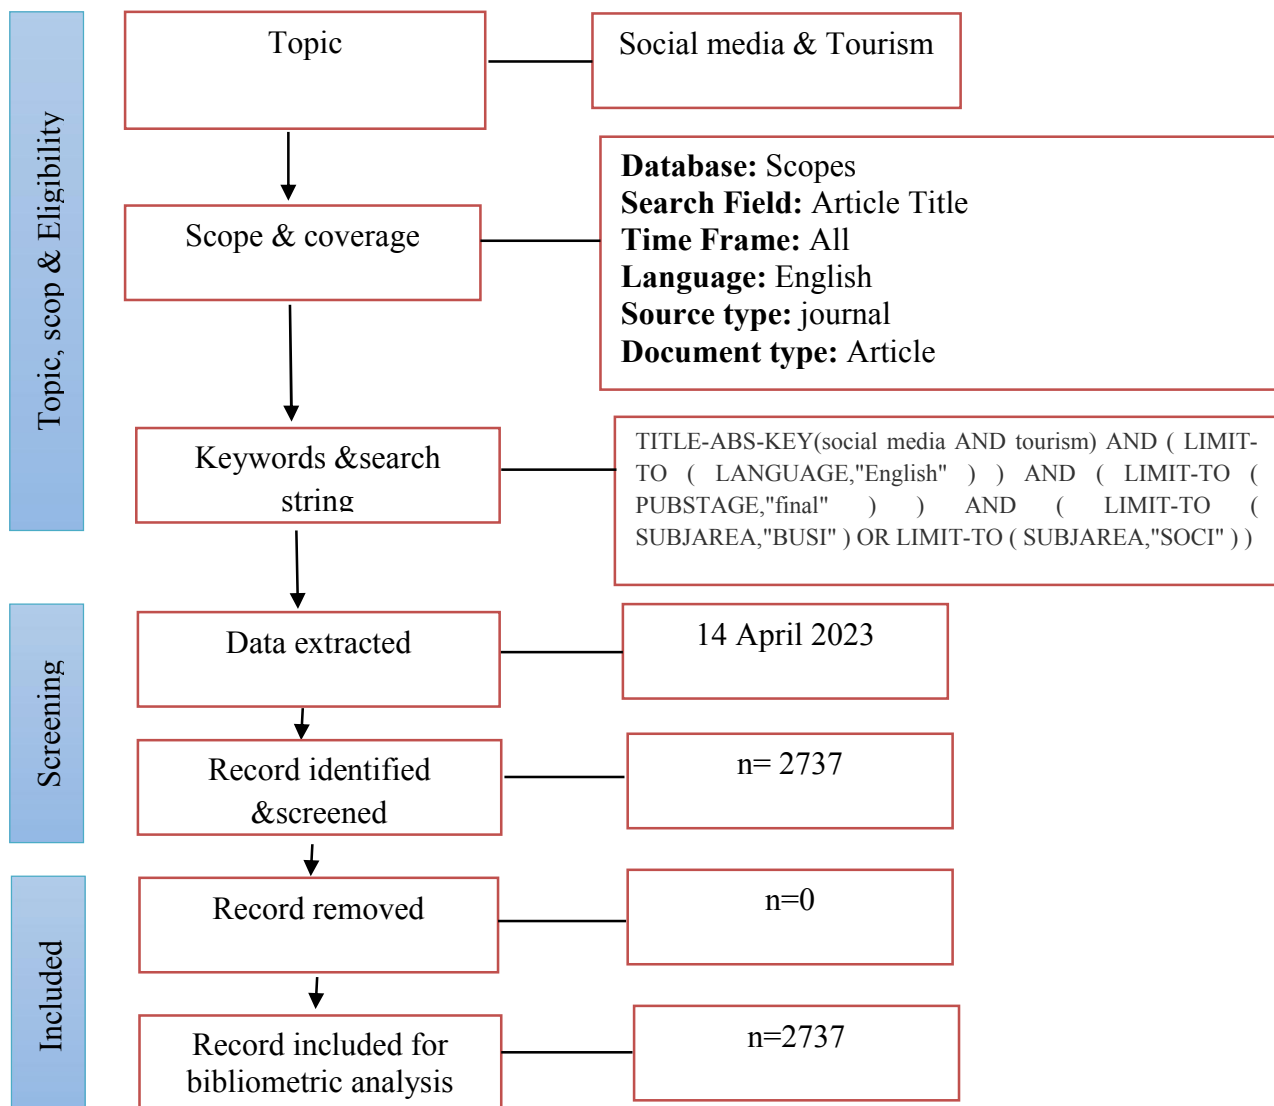 Topic, scop & Eligibility
Topic
Social media & Tourism
Scope & coverage
Database: Scopes
Search Field: Article Title
Time Frame: All
Language: English
Source type: journal
Document type: Article
Keywords &search
string
TITLE-ABS-KEY(social media AND tourism) AND ( LIMIT-
TO ( LANGUAGE,"English" ) ) AND ( LIMIT-TO (
PUBSTAGE,"final" ) ) AND ( LIMIT-TO (
SUBJAREA,"BUSI" ) OR LIMIT-TO ( SUBJAREA,"SOCI" ) )
Screening
Data extracted
14 April 2023
Record identified
&screened
n= 2737
Included
Record removed
n=0
Record included for
bibliometric analysis
n=2737